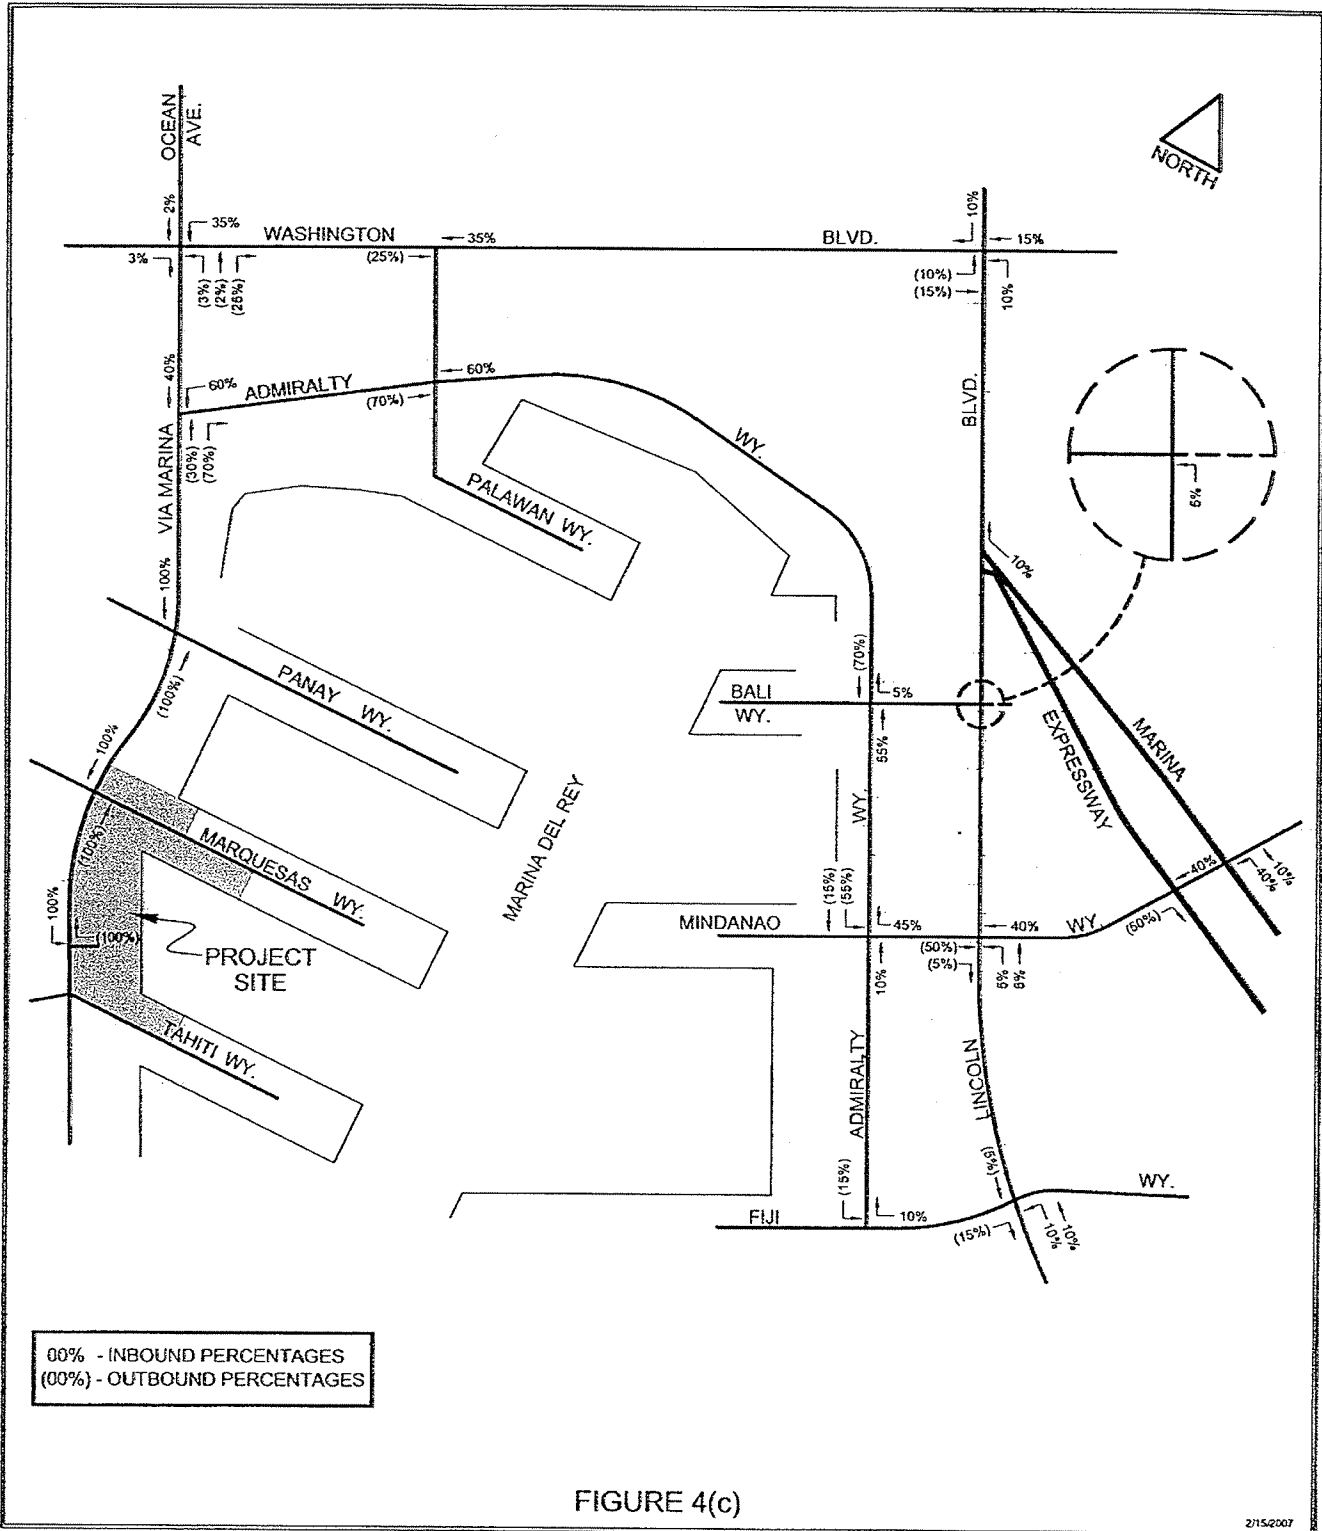 OCEAN
AVE.
NORTH
2%
35%
WASHINGTON
35%
BLVD.
10%
15%
3%
(3%)
(2%)
(25%)
(25%)
(10%)
(15%)
10%
40%
60%
ADMIRALTY
60%
(70%)
WY.
BLVD.
VIA MARINA
(30%)
(70%)
PALAWAN WY.
10%
100%
(100%)
PANAY WY.
(70%)
BALI
WY.
5%
55%
EXPRESSWAY
MARINA
100%
(100%)
MARQUESAS WY.
MARINA DEL REY
WY.
(15%)
(55%)
MINDANAO
45%
40%
WY.
40%
10%
40%
(50%)
(50%)
(5%)
10%
100%
(100%)
PROJECT
SITE
TAHITI WY.
ADMIRALTY
LINCOLN
(15%)
(5%)
FIJI
10%
WY.
(15%)
10%
10%
00% - INBOUND PERCENTAGES
(00%) - OUTBOUND PERCENTAGES
FIGURE 4(c)
2/15/2007